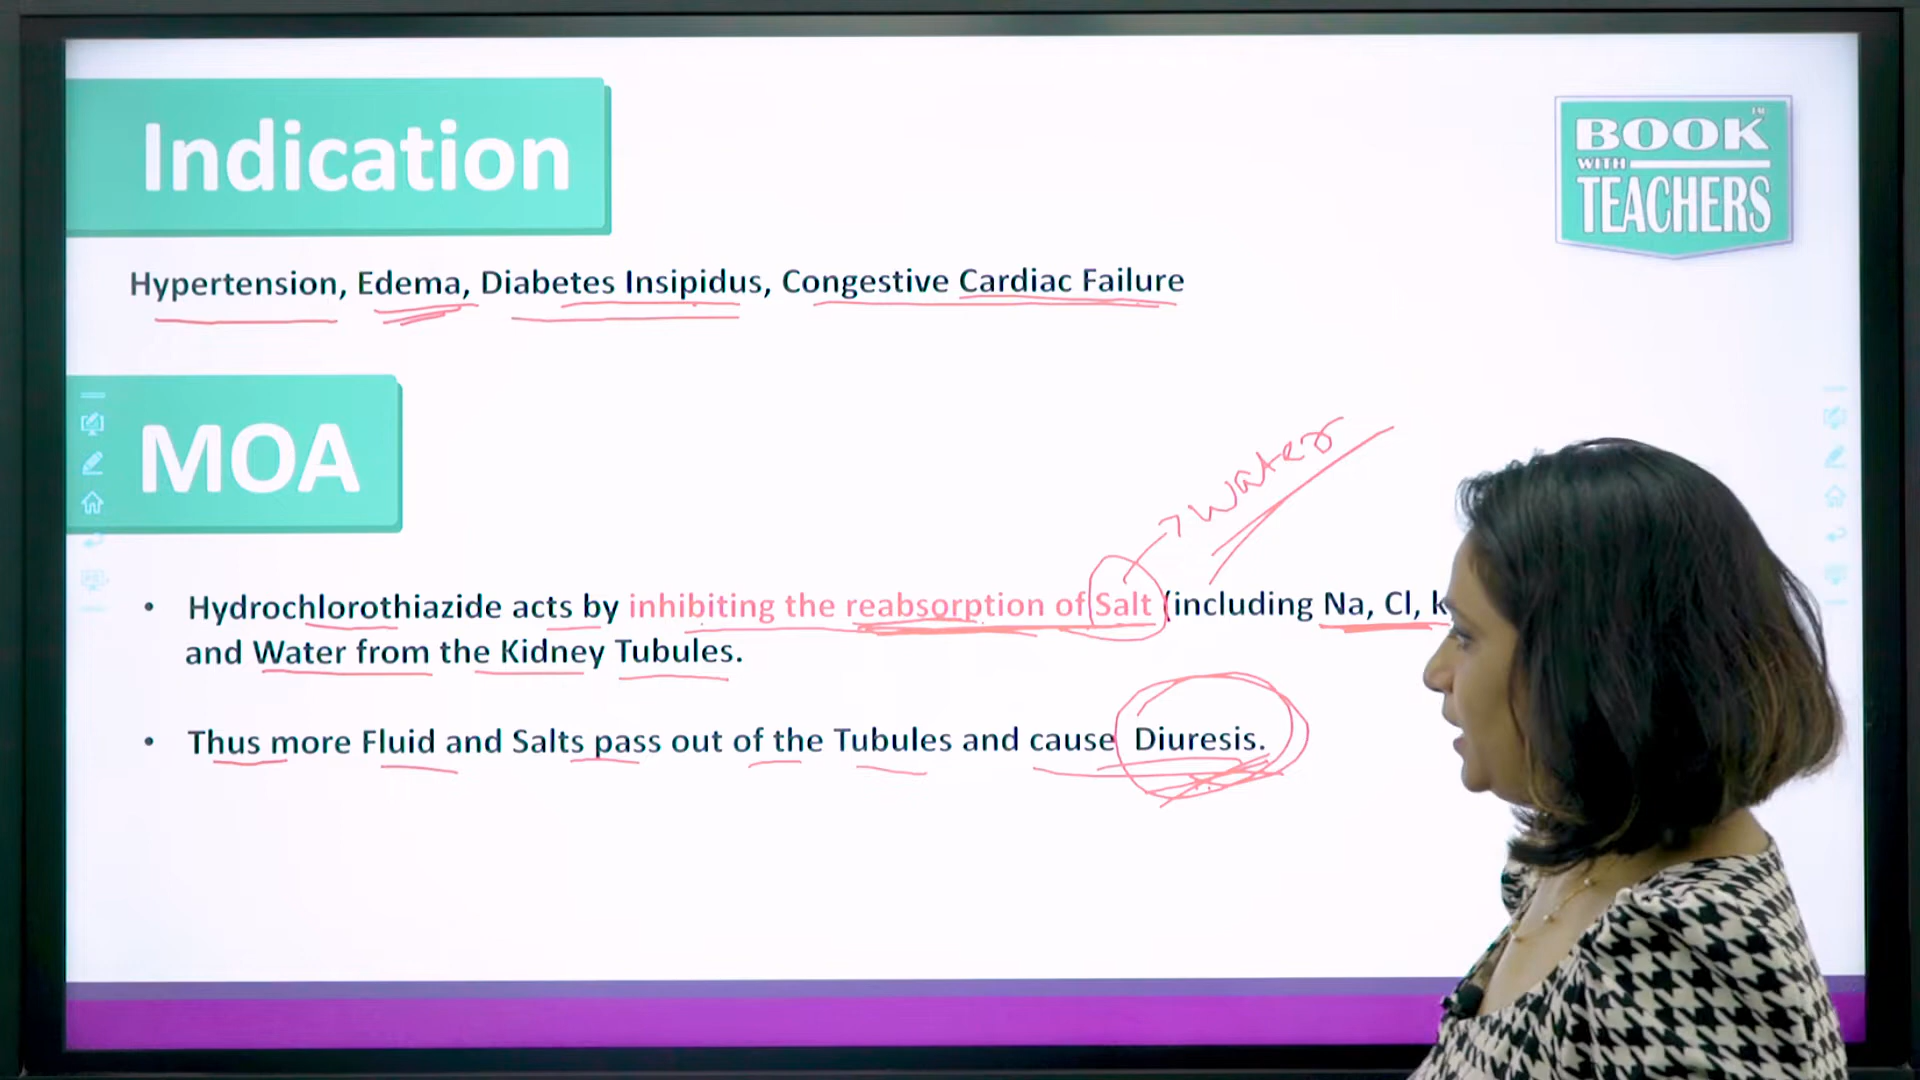 Indication
BOOK
WITH
TEACHERS
TM
Hypertension, Edema, Diabetes Insipidus, Congestive Cardiac Failure
MOA
water
Hydrochlorothiazide acts by inhibiting the reabsorption of Salt (including Na, Cl, k
and Water from the Kidney Tubules.
Thus more Fluid and Salts pass out of the Tubules and cause Diuresis.